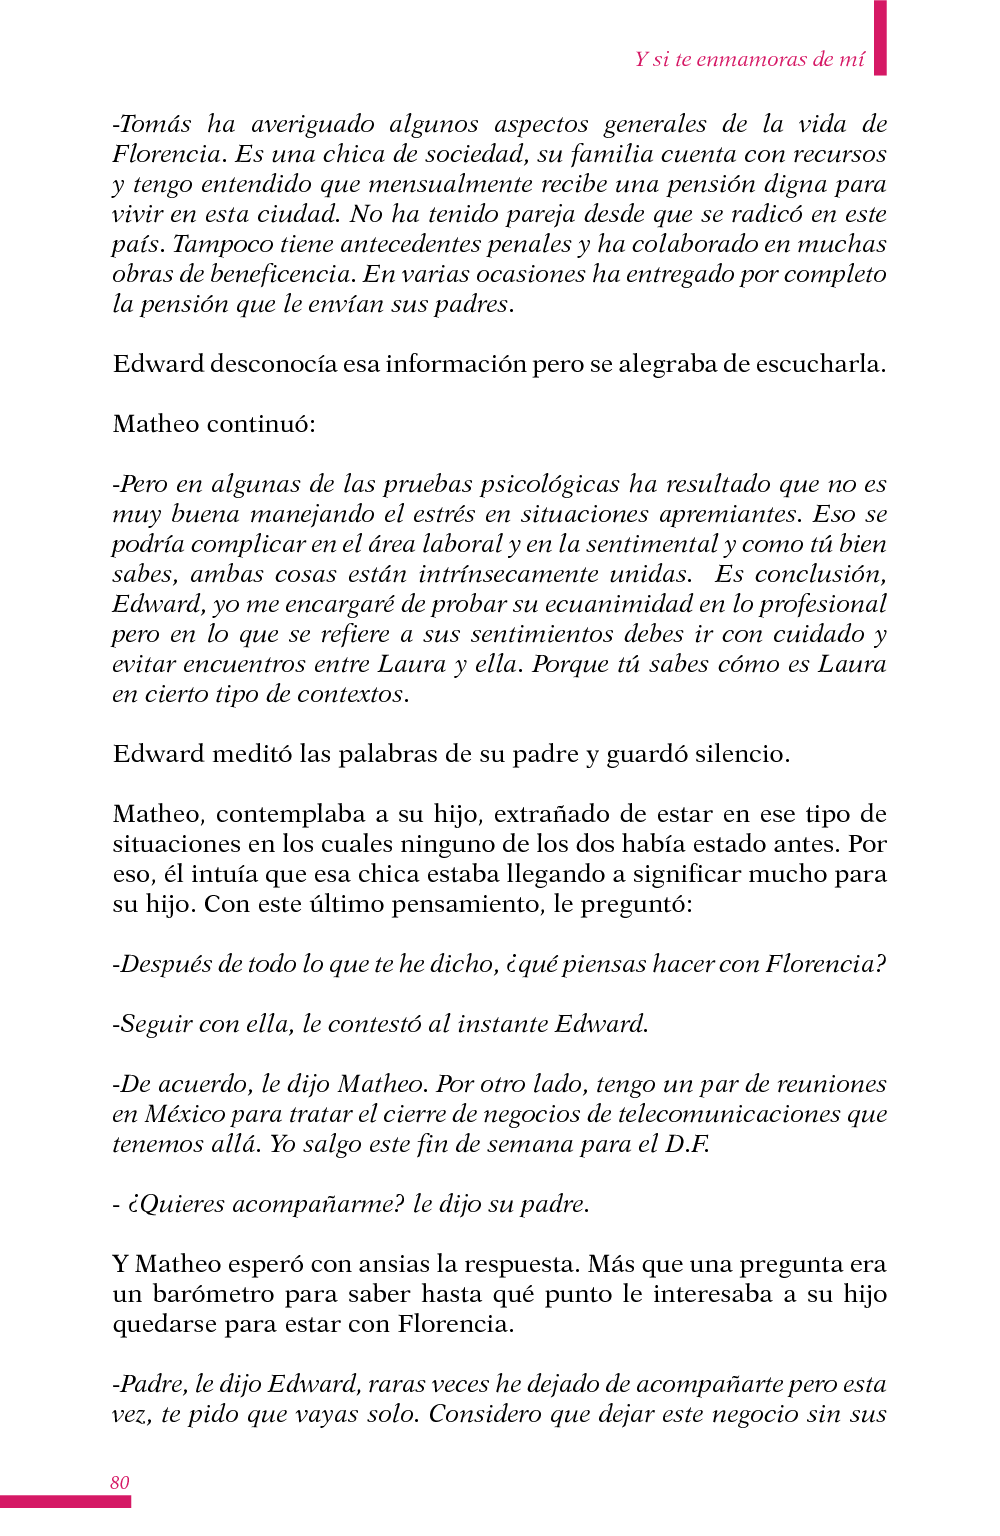 Y si te enmamoras de mí
-Tomás ha averiguado algunos aspectos generales de la vida de
Florencia. Es una chica de sociedad, su familia cuenta con recursos
y tengo entendido que mensualmente recibe una pensión digna para
vivir en esta ciudad. No ha tenido pareja desde que se radicó en este
país. Tampoco tiene antecedentes penales y ha colaborado en muchas
obras de beneficencia. En varias ocasiones ha entregado por completo
la pensión que le envían sus padres.
Edward desconocía esa información pero se alegraba de escucharla.
Matheo continuó:
-Pero en algunas de las pruebas psicológicas ha resultado que no es
muy buena manejando el estrés en situaciones apremiantes. Eso se
podría complicar en el área laboral y en la sentimental y como tú bien
sabes, ambas cosas están intrínsecamente unidas.  Es conclusión,
Edward, yo me encargaré de probar su ecuanimidad en lo profesional
pero en lo que se refiere a sus sentimientos debes ir con cuidado y
evitar encuentros entre Laura y ella. Porque tú sabes cómo es Laura
en cierto tipo de contextos.
Edward meditó las palabras de su padre y guardó silencio.
Matheo, contemplaba a su hijo, extrañado de estar en ese tipo de
situaciones en los cuales ninguno de los dos había estado antes. Por
eso, él intuía que esa chica estaba llegando a significar mucho para
su hijo. Con este último pensamiento, le preguntó:
-Después de todo lo que te he dicho, ¿qué piensas hacer con Florencia?
-Seguir con ella, le contestó al instante Edward.
-De acuerdo, le dijo Matheo. Por otro lado, tengo un par de reuniones
en México para tratar el cierre de negocios de telecomunicaciones que
tenemos allá. Yo salgo este fin de semana para el D.F.
- ¿Quieres acompañarme? le dijo su padre.
Y Matheo esperó con ansias la respuesta. Más que una pregunta era
un barómetro para saber hasta qué punto le interesaba a su hijo
quedarse para estar con Florencia.
-Padre, le dijo Edward, raras veces he dejado de acompañarte pero esta
vez, te pido que vayas solo. Considero que dejar este negocio sin sus
80